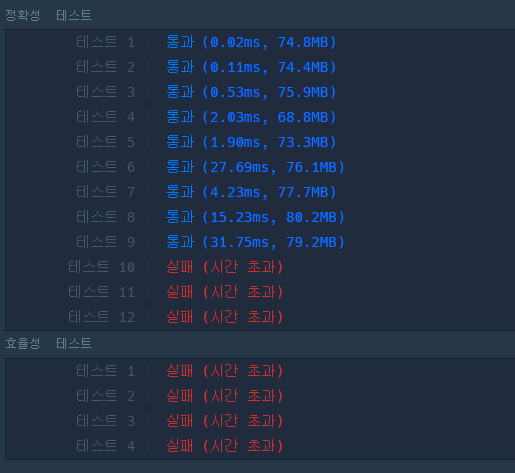 정확성 테스트
테스트 1 〉 통과 (0.02ms, 74.8MB)
테스트 2 〉 통과 (0.11ms, 74.4MB)
테스트 3 〉 통과 (0.53ms, 75.9MB)
테스트 4 〉 통과 (2.03ms, 68.8MB)
테스트 5 〉 통과 (1.90ms, 73.3MB)
테스트 6 〉 통과 (27.69ms, 76.1MB)
테스트 7 〉 통과 (4.23ms, 77.7MB)
테스트 8 〉 통과 (15.23ms, 80.2MB)
테스트 9 〉 통과 (31.75ms, 79.2MB)
테스트 10 〉 실패 (시간 초과)
테스트 11 〉 실패 (시간 초과)
테스트 12 〉 실패 (시간 초과)
효율성 테스트
테스트 1 〉 실패 (시간 초과)
테스트 2 〉 실패 (시간 초과)
테스트 3 〉 실패 (시간 초과)
테스트 4 〉 실패 (시간 초과)